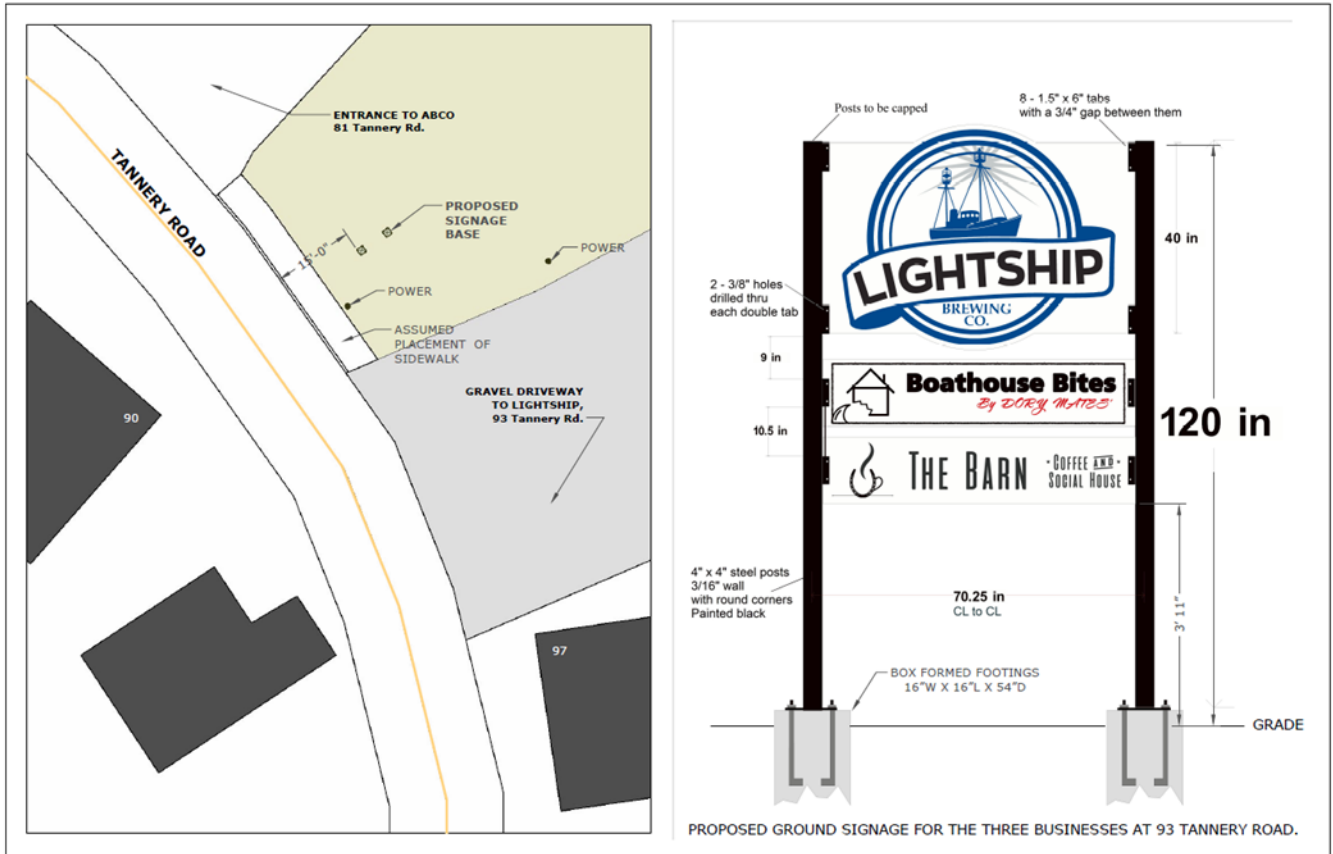 ENTRANCE TO ABCO
81 Tannery Rd.
TANNERY ROAD
PROPOSED
SIGNAGE
BASE
15'-0"
POWER
POWER
ASSUMED
PLACEMENT OF
SIDEWALK
GRAVEL DRIVEWAY
TO LIGHTSHIP,
93 Tannery Rd.
90
97
Posts to be capped
8 - 1.5" x 6" tabs
with a 3/4" gap between them
40 in
LIGHTSHIP
BREWING
CO.
2 - 3/8" holes
drilled thru
each double tab
9 in
Boathouse Bites
By DORY MATES'
10.5 in
120 in
THE BARN
·COFFEE AND·
SOCIAL HOUSE
4" x 4" steel posts
3/16" wall
with round corners
Painted black
70.25 in
CL to CL
3' 11"
BOX FORMED FOOTINGS
16"W X 16"L X 54"D
GRADE
PROPOSED GROUND SIGNAGE FOR THE THREE BUSINESSES AT 93 TANNERY ROAD.